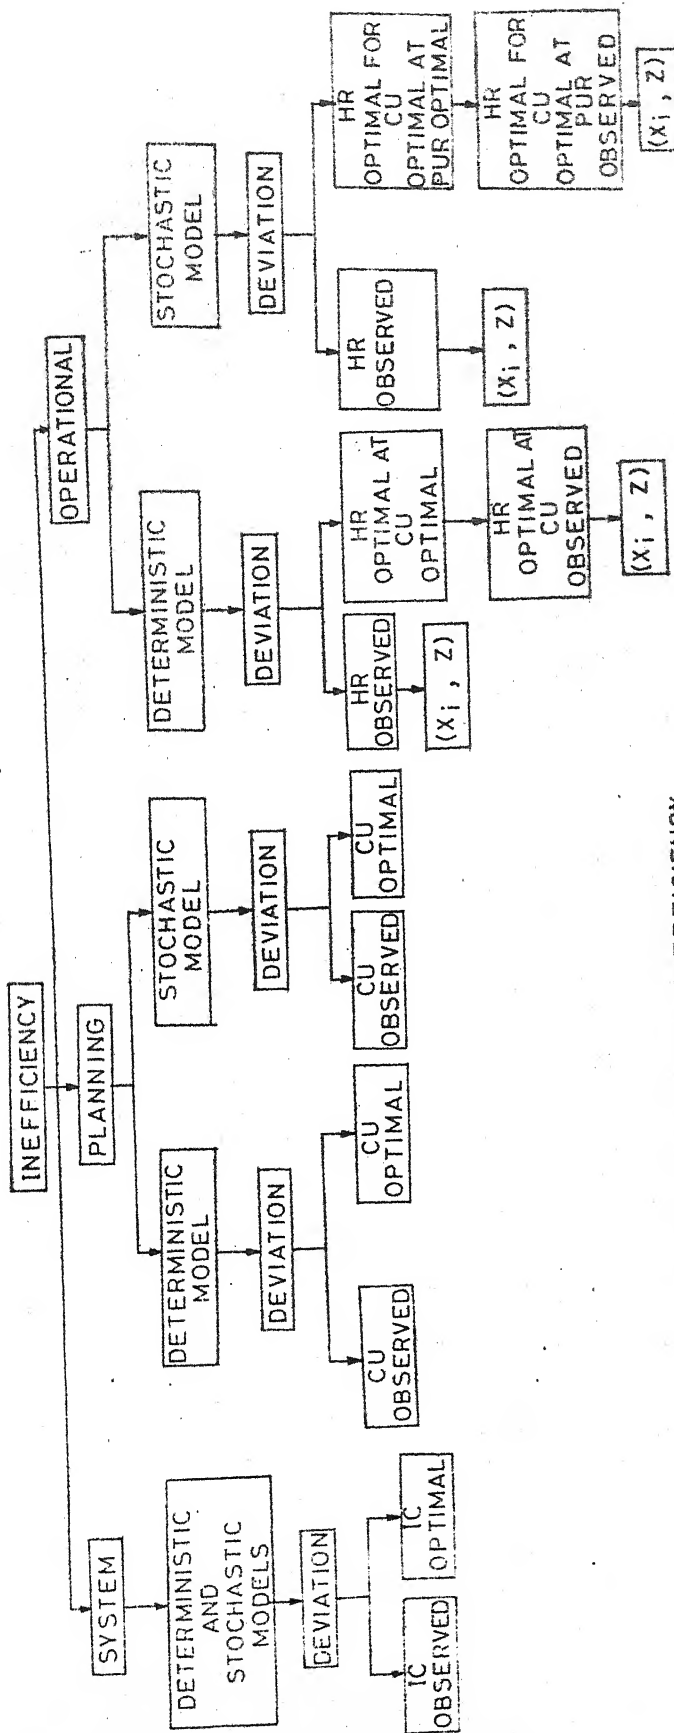 INEFFICIENCY
SYSTEM
PLANNING
OPERATIONAL
DETERMINISTIC
AND
STOCHASTIC
MODELS
DETERMINISTIC
MODEL
STOCHASTIC
MODEL
DETERMINISTIC
MODEL
STOCHASTIC
MODEL
DEVIATION
DEVIATION
DEVIATION
DEVIATION
DEVIATION
IC
OBSERVED
IC
OPTIMAL
CU
OBSERVED
CU
OPTIMAL
CU
OBSERVED
CU
OPTIMAL
HR
OBSERVED
HR
OPTIMAL AT
CU
OPTIMAL
HR
OBSERVED
HR
OPTIMAL FOR
CU
OPTIMAL AT
PUR OPTIMAL
(Xi , Z)
HR
OPTIMAL AT
CU
OBSERVED
(Xi , Z)
HR
OPTIMAL FOR
CU
OPTIMAL AT
PUR
OBSERVED
(Xi , Z)
(Xi , Z)